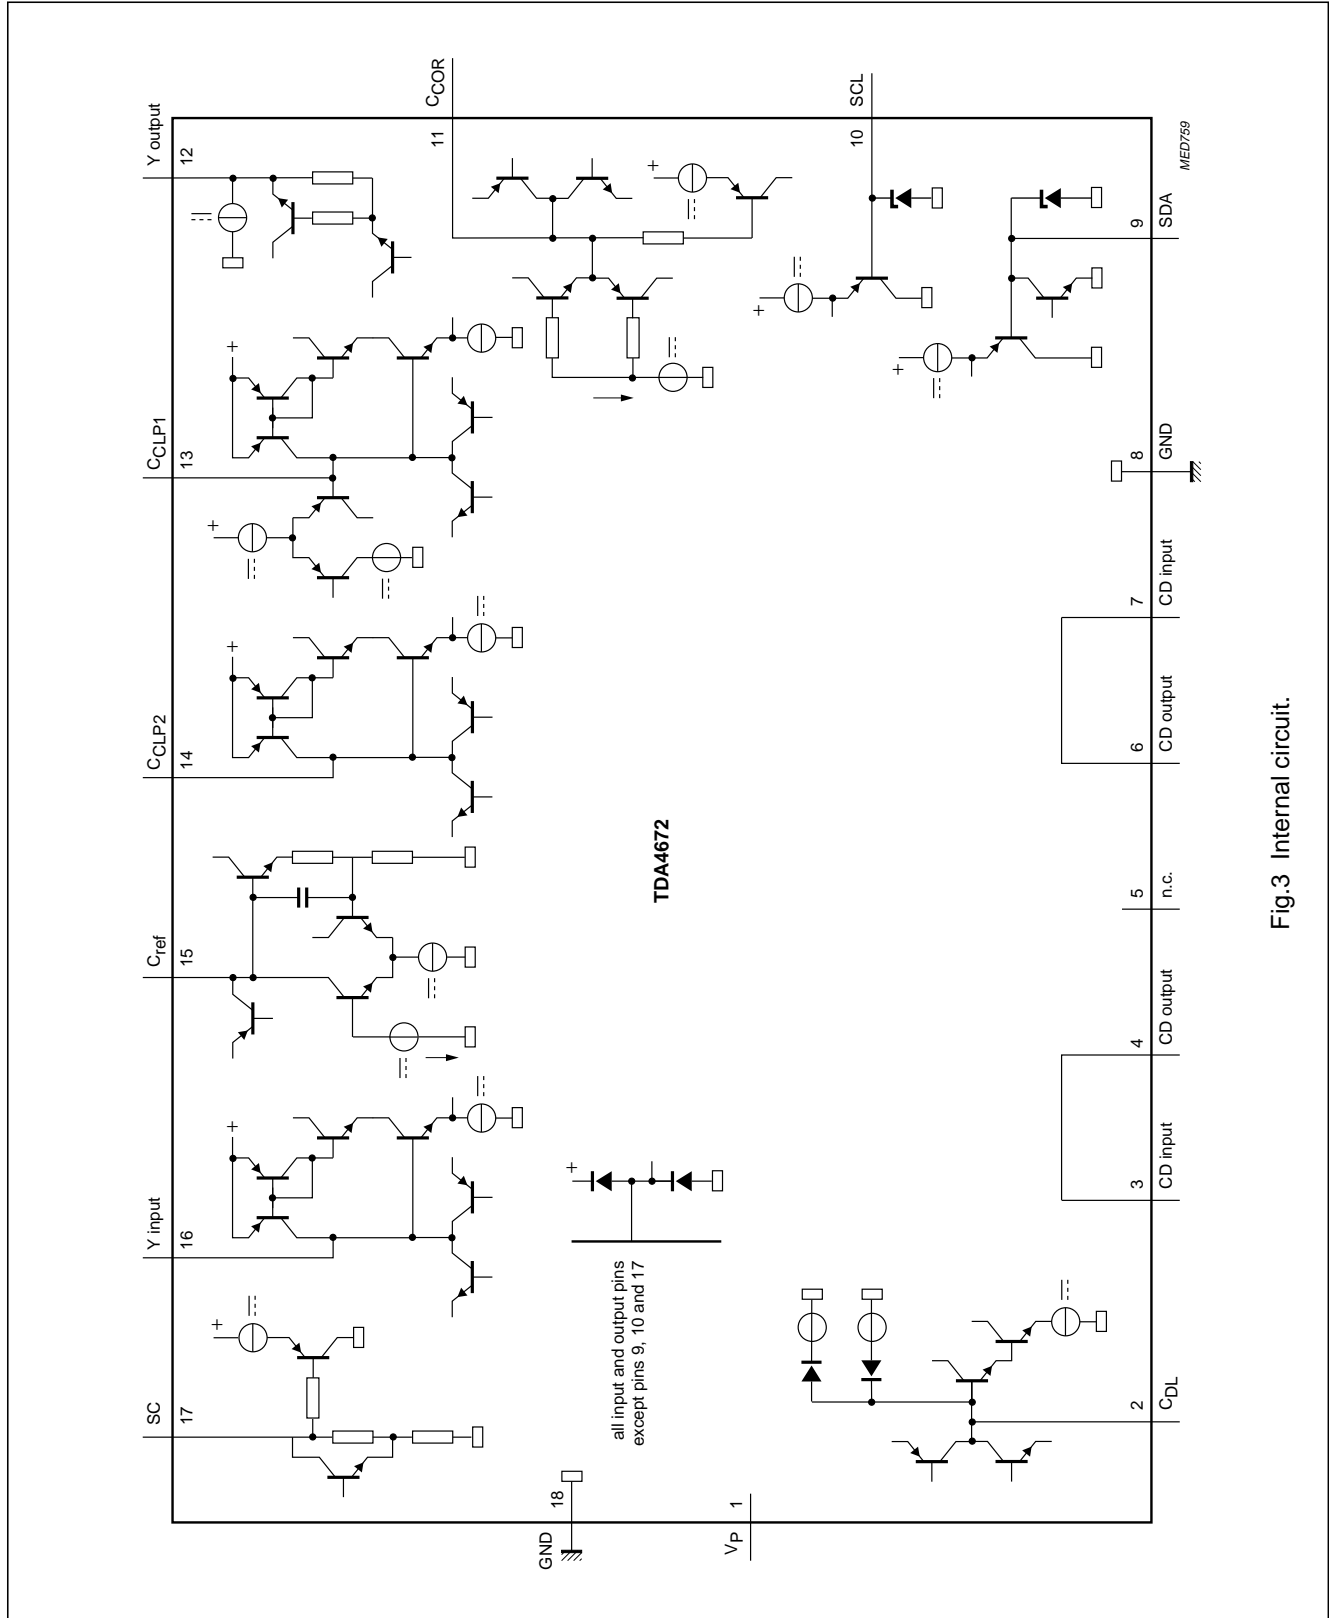 Y output
12
C_COR
11
SCL
10
C_CLP1
13
C_CLP2
14
C_ref
15
Y input
16
SC
17
+
+
+
+
+
+
+
+
+
+
TDA4672
all input and output pins
except pins 9, 10 and 17
GND
18
V_P
1
2
C_DL
3
CD input
4
CD output
5
n.c.
6
CD output
7
CD input
8
GND
9
SDA
MED759
Fig.3 Internal circuit.